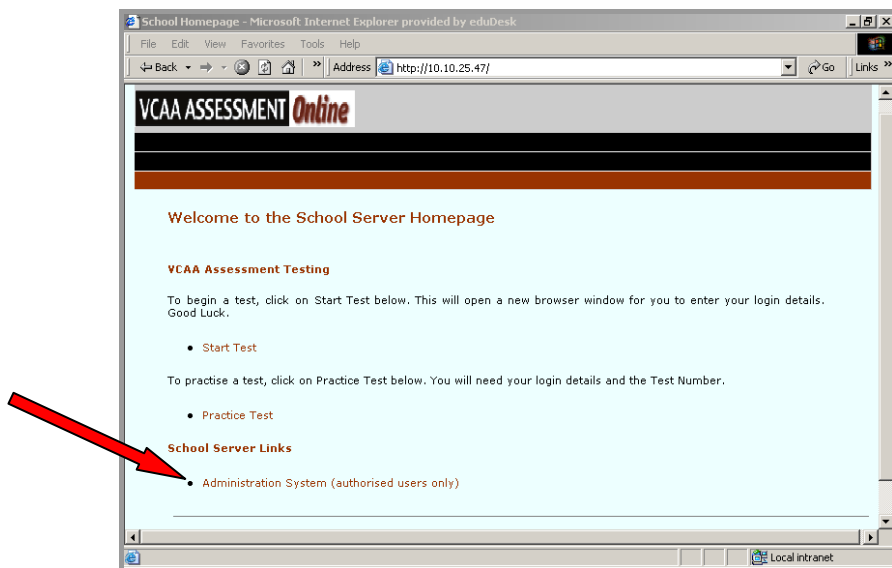 School Homepage - Microsoft Internet Explorer provided by eduDesk
File Edit View Favorites Tools Help
Back » Address http://10.10.25.47/ Go Links »
VCAA ASSESSMENT Online
Welcome to the School Server Homepage
VCAA Assessment Testing
To begin a test, click on Start Test below. This will open a new browser window for you to enter your login details.
Good Luck.
• Start Test
To practise a test, click on Practice Test below. You will need your login details and the Test Number.
• Practice Test
School Server Links
• Administration System (authorised users only)
Local intranet